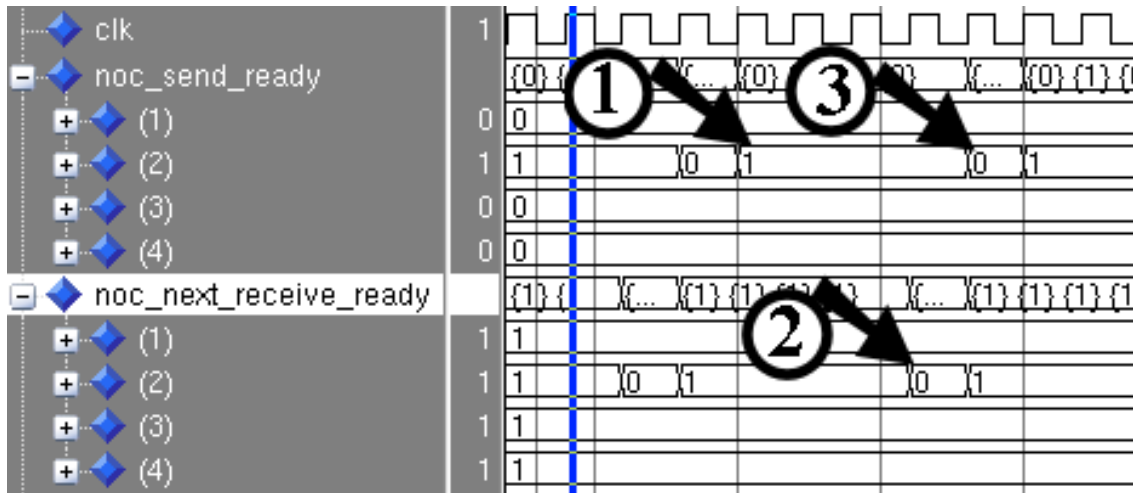 clk 1
noc_send_ready {0} { {... {0} {... {0} {1} {
(1) 0 0
(2) 1 1 0 1 0 1
(3) 0 0
(4) 0 0
noc_next_receive_ready {1} { {... {1} {1} {1} {1} {... {1} {1} {1} {1
(1) 1 1
(2) 1 1 0 1 0 1
(3) 1 1
(4) 1 1
1
3
2